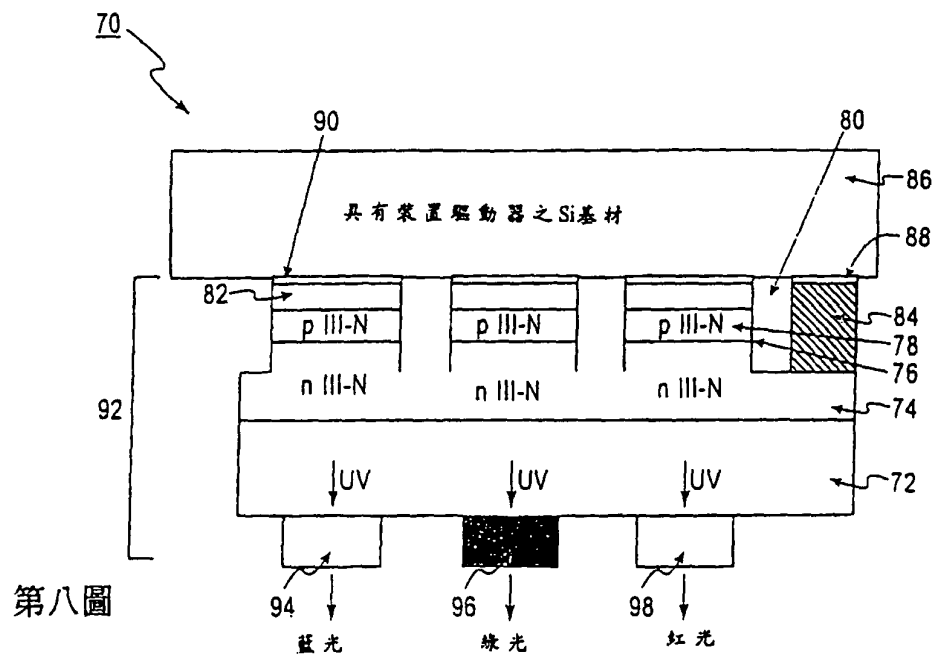 70
90
80
86
具有裝置驅動器之Si基材
88
82
84
p III-N
p III-N
p III-N
78
76
n III-N
n III-N
n III-N
74
92
UV
UV
UV
72
94
96
98
第八圖
藍光
綠光
紅光